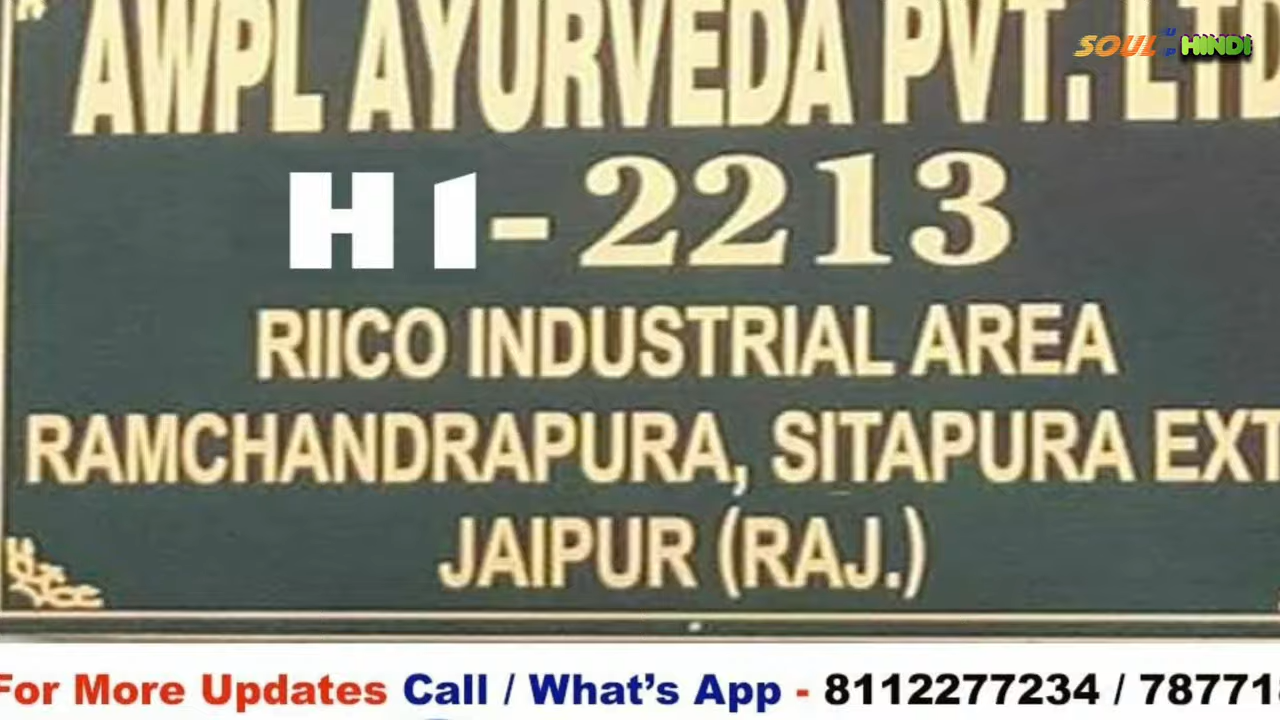 AWPL AYURVEDA PVT. LTD
SOUL UP HINDI
H1-2213
RIICO INDUSTRIAL AREA
RAMCHANDRAPURA, SITAPURA EXT
JAIPUR (RAJ.)
For More Updates Call / What's App - 8112277234 / 78771